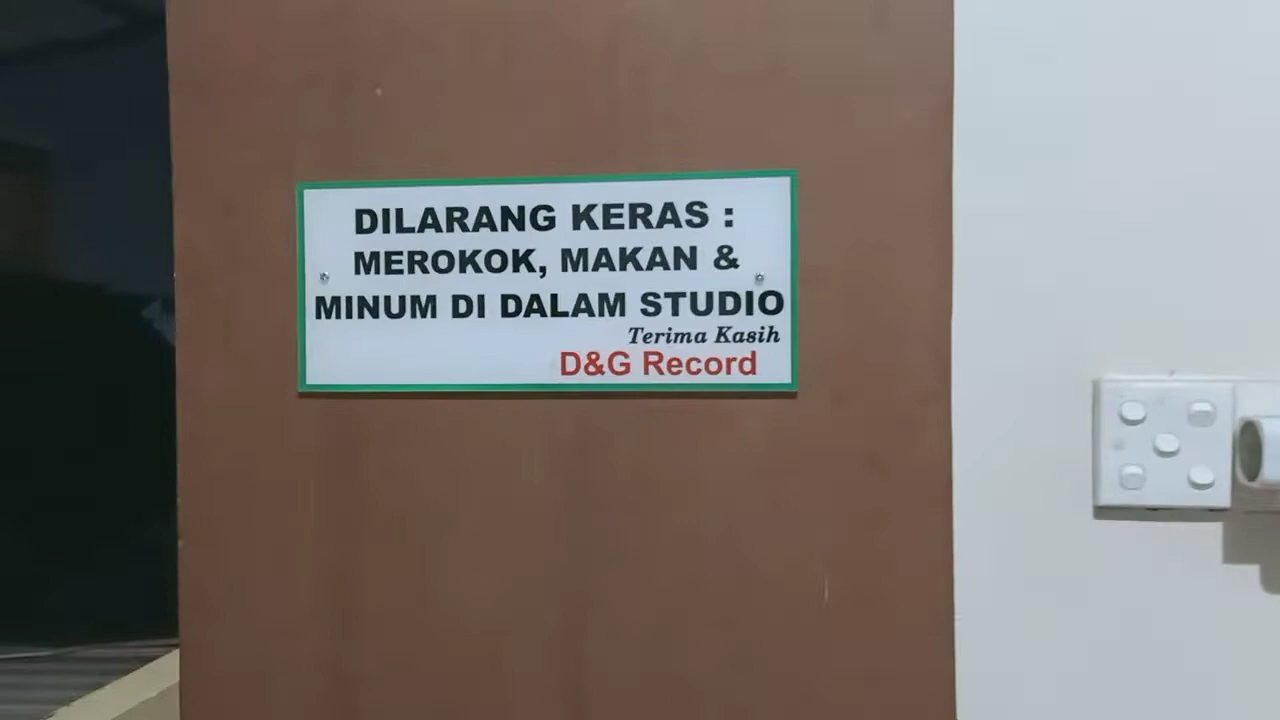 DILARANG KERAS :
MEROKOK, MAKAN &
MINUM DI DALAM STUDIO
Terima Kasih
D&G Record